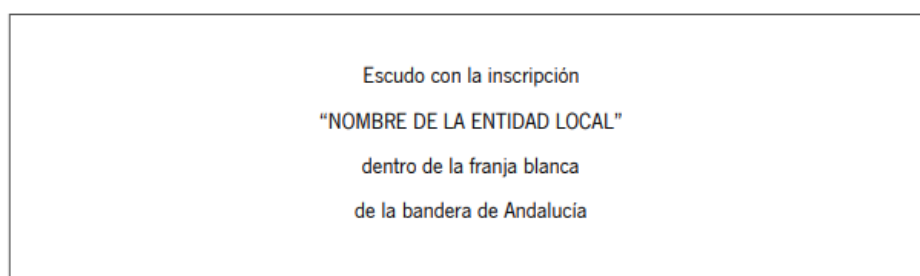 Escudo con la inscripción
“NOMBRE DE LA ENTIDAD LOCAL”
dentro de la franja blanca
de la bandera de Andalucía